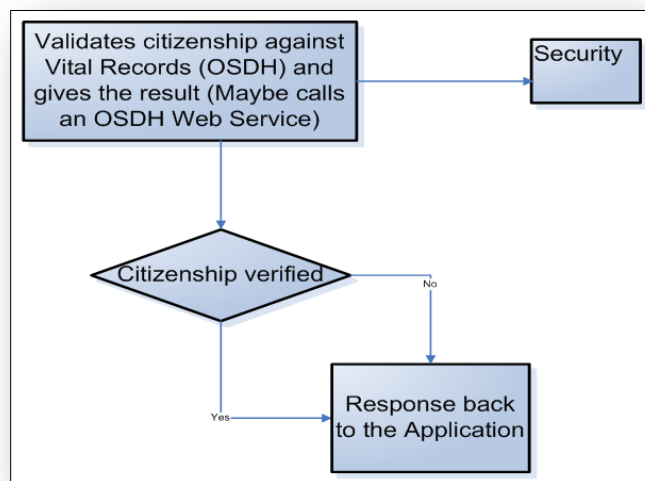 Validates citizenship against
Vital Records (OSDH) and
gives the result (Maybe calls
an OSDH Web Service)
Security
Citizenship verified
No
Yes
Response back
to the Application